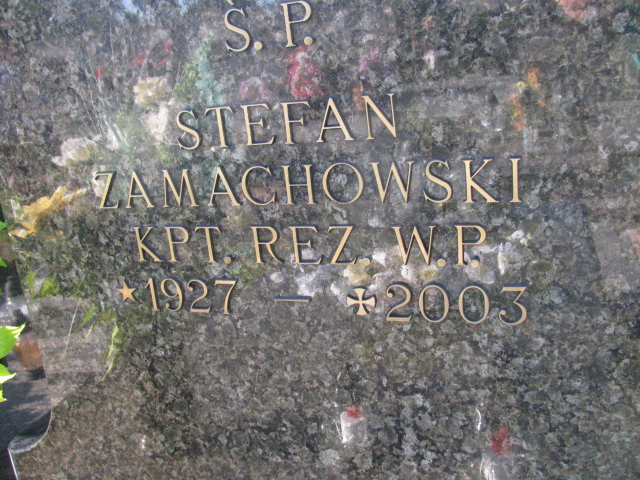 Ś. P.
STEFAN
ZAMACHOWSKI
KPT. REZ. W.P.
★1927 — ✠2003